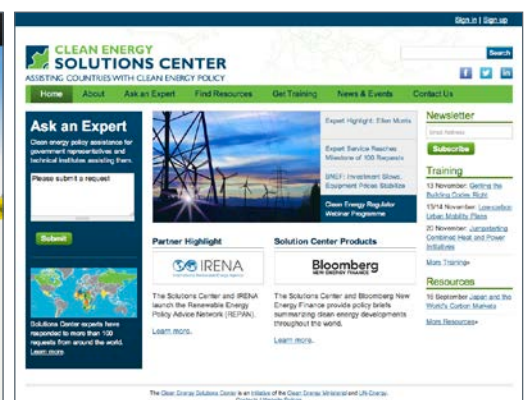 Sign in | Sign up
CLEAN ENERGY
SOLUTIONS CENTER
ASSISTING COUNTRIES WITH CLEAN ENERGY POLICY
Search
Home About Ask an Expert Find Resources Get Training News & Events Contact Us
Ask an Expert
Clean energy policy assistance for
government representatives and
technical institutes assisting them.
Please submit a request
Submit
Solutions Center experts have
responded to more than 100
requests from around the world.
Learn more.
Expert Highlight: Ellen Morris
Expert Service Reaches
Milestone of 100 Requests
BNEF: Investment Slows,
Equipment Prices Stabilize
Clean Energy Regulator
Webinar Programme
Partner Highlight
IRENA
International Renewable Energy Agency
The Solutions Center and IRENA
launch the Renewable Energy
Policy Advice Network (REPAN).
Learn more.
Solution Center Products
Bloomberg
NEW ENERGY FINANCE
The Solutions Center and Bloomberg New
Energy Finance provide policy briefs
summarizing clean energy developments
throughout the world.
Learn more.
Newsletter
Email Address
Subscribe
Training
13 November: Getting the
Building Codes Right
13/14 November: Low-carbon
Urban Mobility Plans
20 November: Jumpstarting
Combined Heat and Power
Initiatives
More Training»
Resources
16 September Japan and the
World's Carbon Markets
More Resources»
The Clean Energy Solutions Center is an initiative of the Clean Energy Ministerial and UN-Energy.